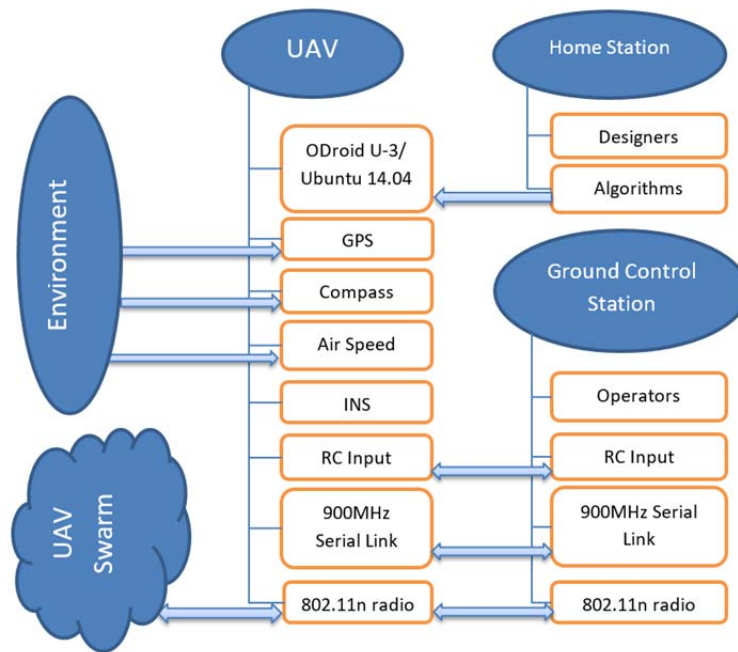 UAV
ODroid U-3/
Ubuntu 14.04
GPS
Compass
Air Speed
INS
RC Input
900MHz
Serial Link
802.11n radio
Home Station
Designers
Algorithms
Ground Control
Station
Operators
RC Input
900MHz Serial
Link
802.11n radio
Environment
UAV
Swarm